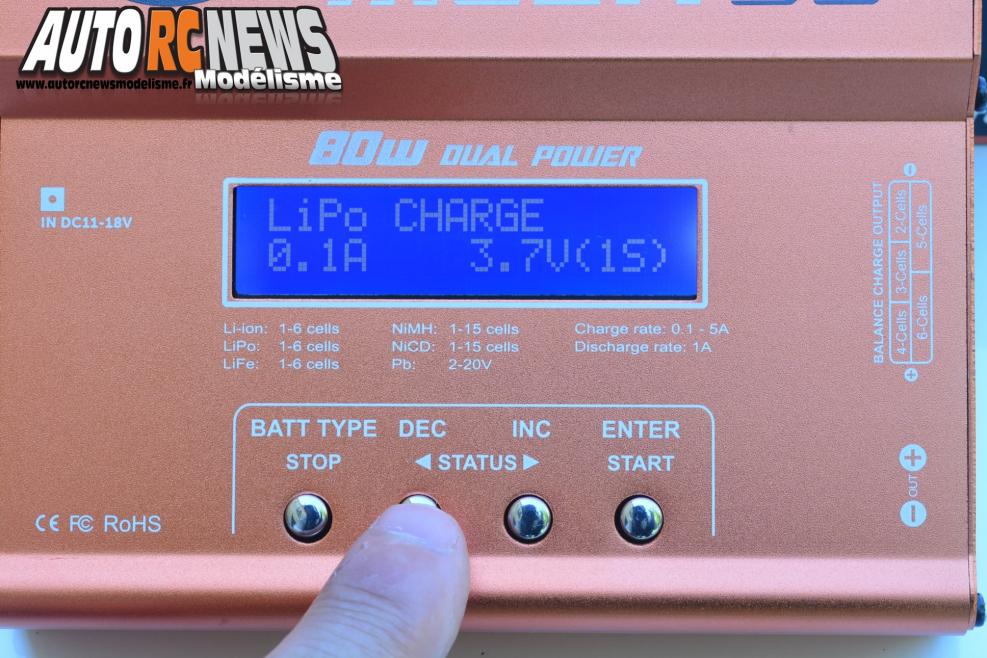 AUTORCNEWS
Modélisme
www.autorcnewsmodelisme.fr
80W DUAL POWER
IN DC11-18V
LiPo CHARGE
0.1A 3.7V(1S)
Li-ion: 1-6 cells NiMH: 1-15 cells Charge rate: 0.1 - 5A
LiPo: 1-6 cells NiCD: 1-15 cells Discharge rate: 1A
LiFe: 1-6 cells Pb: 2-20V
BALANCE CHARGE OUTPUT
4-Cells 3-Cells 2-Cells
6-Cells 5-Cells
BATT TYPE DEC INC ENTER
STOP ◀ STATUS ▶ START
+
OUT
−
CE FC RoHS